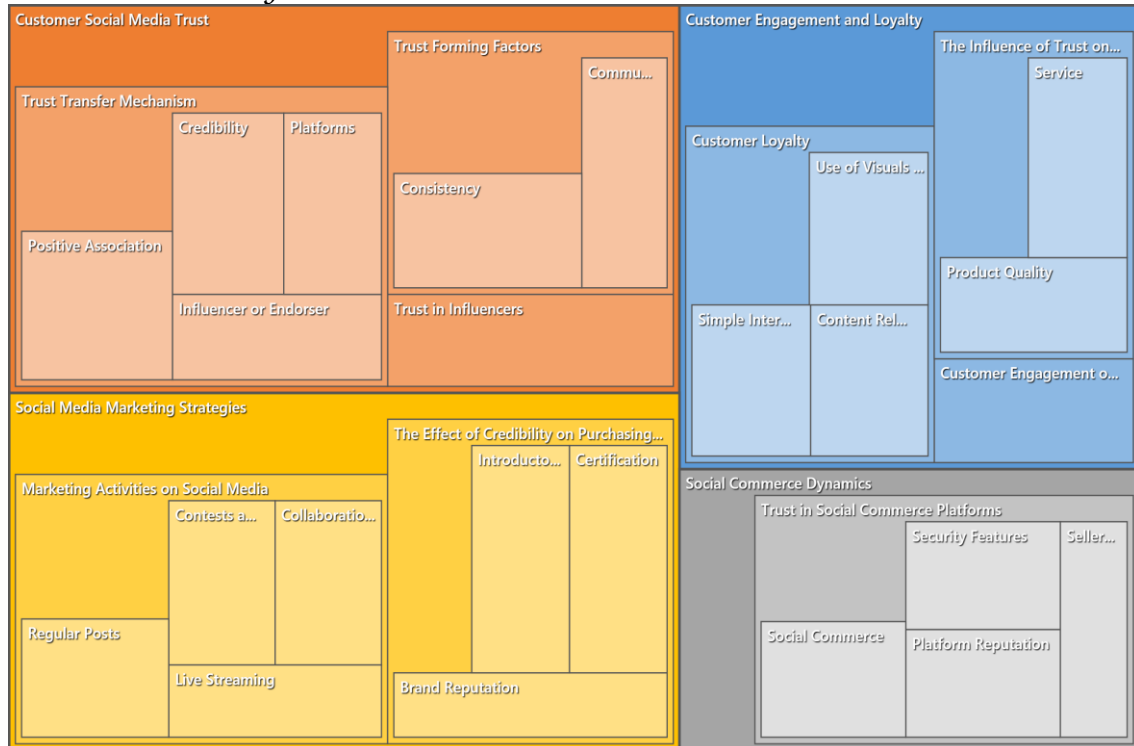 Customer Social Media Trust
Trust Forming Factors
Commu...
Trust Transfer Mechanism
Credibility
Platforms
Consistency
Positive Association
Influencer or Endorser
Trust in Influencers
Customer Engagement and Loyalty
The Influence of Trust on...
Service
Customer Loyalty
Use of Visuals ...
Product Quality
Simple Inter...
Content Rel...
Customer Engagement o...
Social Media Marketing Strategies
The Effect of Credibility on Purchasing...
Introducto...
Certification
Marketing Activities on Social Media
Contests a...
Collaboratio...
Regular Posts
Live Streaming
Brand Reputation
Social Commerce Dynamics
Trust in Social Commerce Platforms
Security Features
Seller...
Social Commerce
Platform Reputation